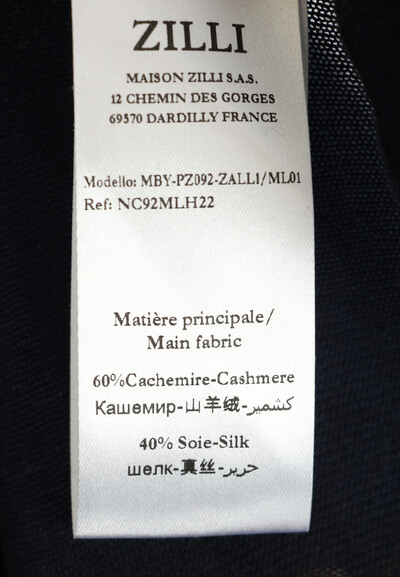 ZILLI
MAISON ZILLI S.A.S.
12 CHEMIN DES GORGES
69570 DARDILLY FRANCE
Modello: MBY-PZ092-ZALL1/ML01
Ref: NC92MLH22
Matière principale/
Main fabric
60%Cachemire-Cashmere
Кашемир-山羊绒-كشمير
40% Soie-Silk
шелк-真丝-حرير